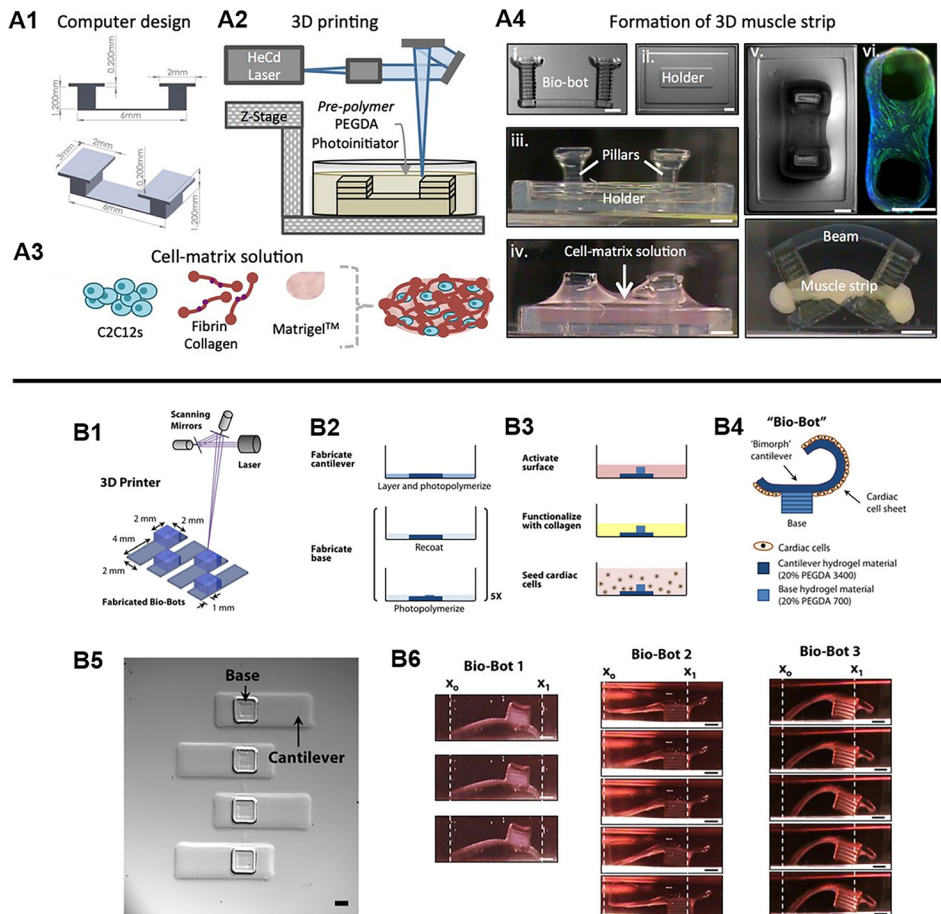 A1
Computer design
0,200mm
2mm
1,200mm
6mm
3mm
2mm
0,200mm
6mm
1,200mm
A2
3D printing
HeCd
Laser
Z-Stage
Pre-polymer
PEGDA
Photoinitiator
A3
Cell-matrix solution
C2C12s
Fibrin
Collagen
Matrigel™
A4
Formation of 3D muscle strip
i.
Bio-bot
ii.
Holder
iii.
Pillars
Holder
iv.
Cell-matrix solution
v.
vi.
Beam
Muscle strip
B1
Scanning
Mirrors
Laser
3D Printer
2 mm
2 mm
4 mm
2 mm
1 mm
Fabricated Bio-Bots
B2
Fabricate
cantilever
Layer and photopolymerize
Fabricate
base
Recoat
Photopolymerize
5X
B3
Activate
surface
Functionalize
with collagen
Seed cardiac
cells
B4
"Bio-Bot"
'Bimorph'
cantilever
Base
Cardiac
cell sheet
Cardiac cells
Cantilever hydrogel material
(20% PEGDA 3400)
Base hydrogel material
(20% PEGDA 700)
B5
Base
Cantilever
B6
Bio-Bot 1
Xo
X1
Bio-Bot 2
Xo
X1
Bio-Bot 3
Xo
X1